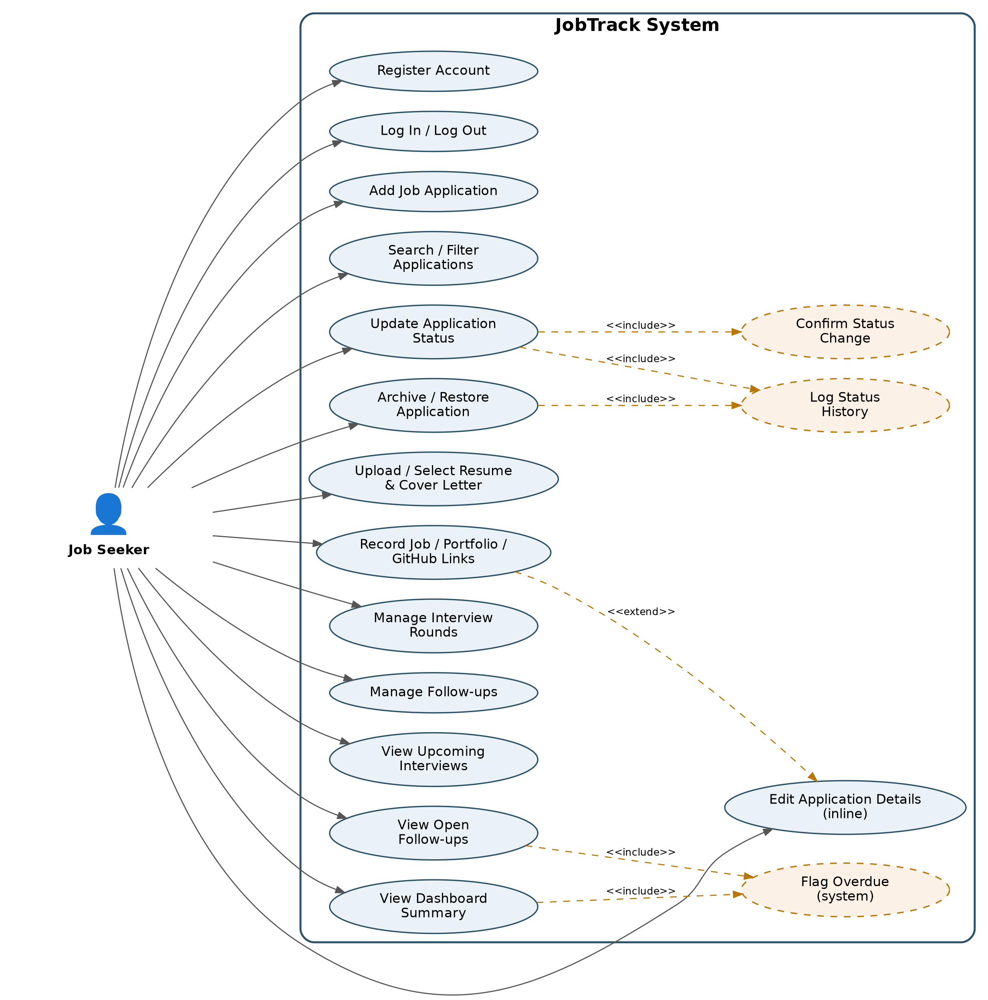 JobTrack System
Register Account
Log In / Log Out
Add Job Application
Search / Filter
Applications
Update Application
Status
<<include>>
Confirm Status
Change
<<include>>
Archive / Restore
Application
<<include>>
Log Status
History
Upload / Select Resume
& Cover Letter
Job Seeker
Record Job / Portfolio /
GitHub Links
<<extend>>
Manage Interview
Rounds
Manage Follow-ups
View Upcoming
Interviews
Edit Application Details
(inline)
View Open
Follow-ups
<<include>>
Flag Overdue
(system)
<<include>>
View Dashboard
Summary